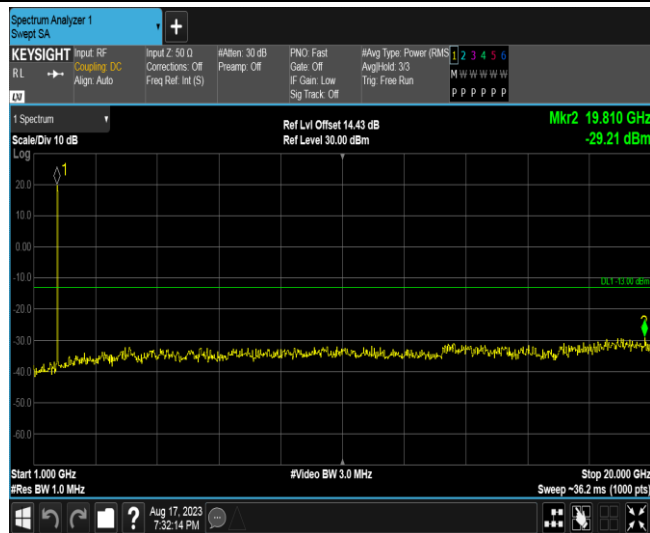 Spectrum Analyzer 1
Swept SA
+
KEYSIGHT
RL
LXI
Input: RF
Coupling: DC
Align: Auto
Input Z: 50 Ω
Corrections: Off
Freq Ref: Int (S)
#Atten: 30 dB
Preamp: Off
PNO: Fast
Gate: Off
IF Gain: Low
Sig Track: Off
#Avg Type: Power (RMS
Avg|Hold: 3/3
Trig: Free Run
1 2 3 4 5 6
M W W W W W
P P P P P P
1 Spectrum
Scale/Div 10 dB
Log
Ref Lvl Offset 14.43 dB
Ref Level 30.00 dBm
Mkr2 19.810 GHz
-29.21 dBm
1
20.0
10.0
0.00
-10.0
DL1 -13.00 dBm
-20.0
2
-30.0
-40.0
-50.0
-60.0
Start 1.000 GHz
#Video BW 3.0 MHz
Stop 20.000 GHz
#Res BW 1.0 MHz
Sweep ~36.2 ms (1000 pts)
?
Aug 17, 2023
7:32:14 PM